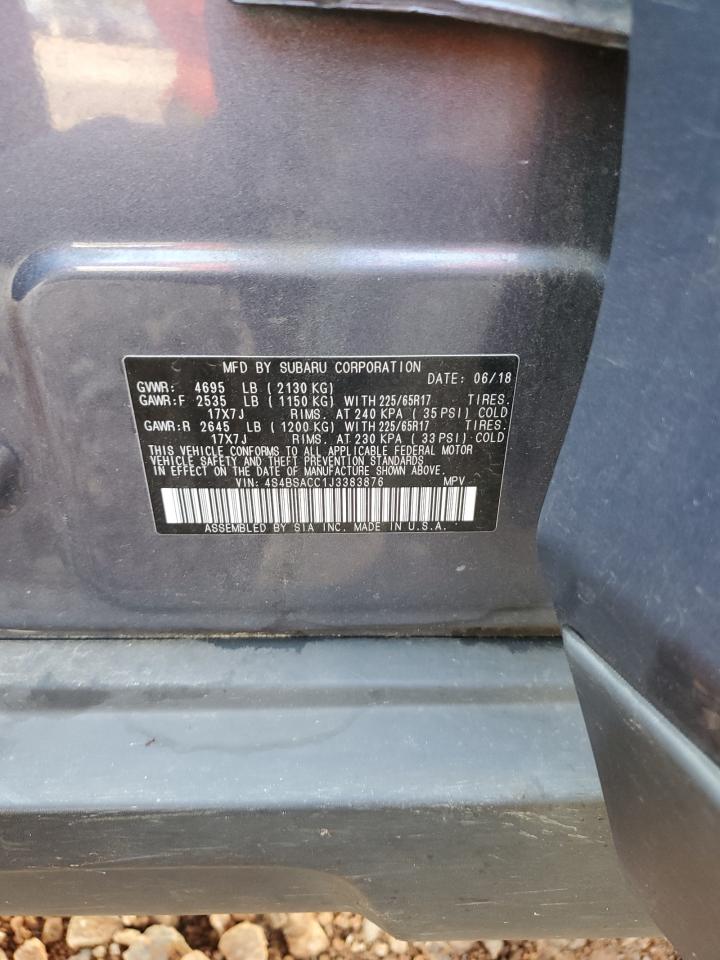 MFD BY SUBARU CORPORATION
DATE: 06/18
GVWR: 4695 LB (2130 KG)
GAWR:F 2535 LB (1150 KG) WITH 225/65R17 TIRES.
17X7J RIMS. AT 240 KPA (35 PSI) COLD
GAWR:R 2645 LB (1200 KG) WITH 225/65R17 TIRES.
17X7J RIMS. AT 230 KPA (33 PSI) COLD
THIS VEHICLE CONFORMS TO ALL APPLICABLE FEDERAL MOTOR
VEHICLE SAFETY AND THEFT PREVENTION STANDARDS
IN EFFECT ON THE DATE OF MANUFACTURE SHOWN ABOVE.
VIN: 4S4BSACC1J3383876 MPV
ASSEMBLED BY SIA INC. MADE IN U.S.A.